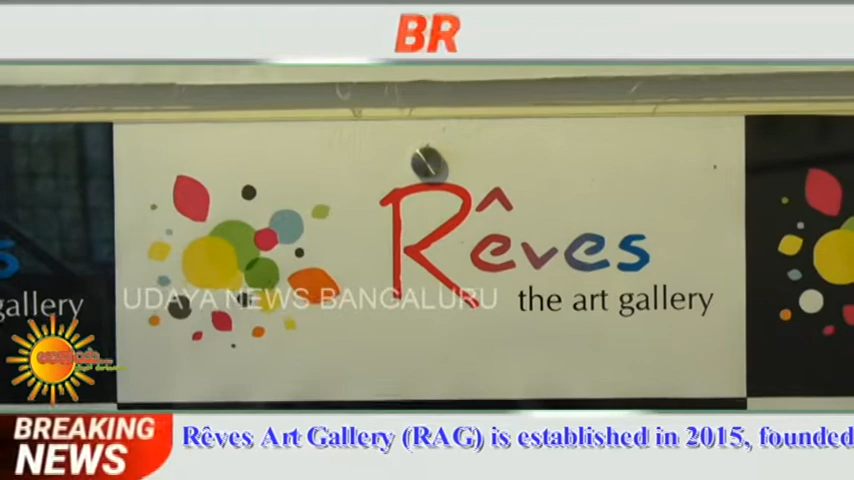 BR
Rêves
the art gallery
gallery
UDAYA NEWS BANGALURU
BREAKING
NEWS
Rêves Art Gallery (RAG) is established in 2015, founded